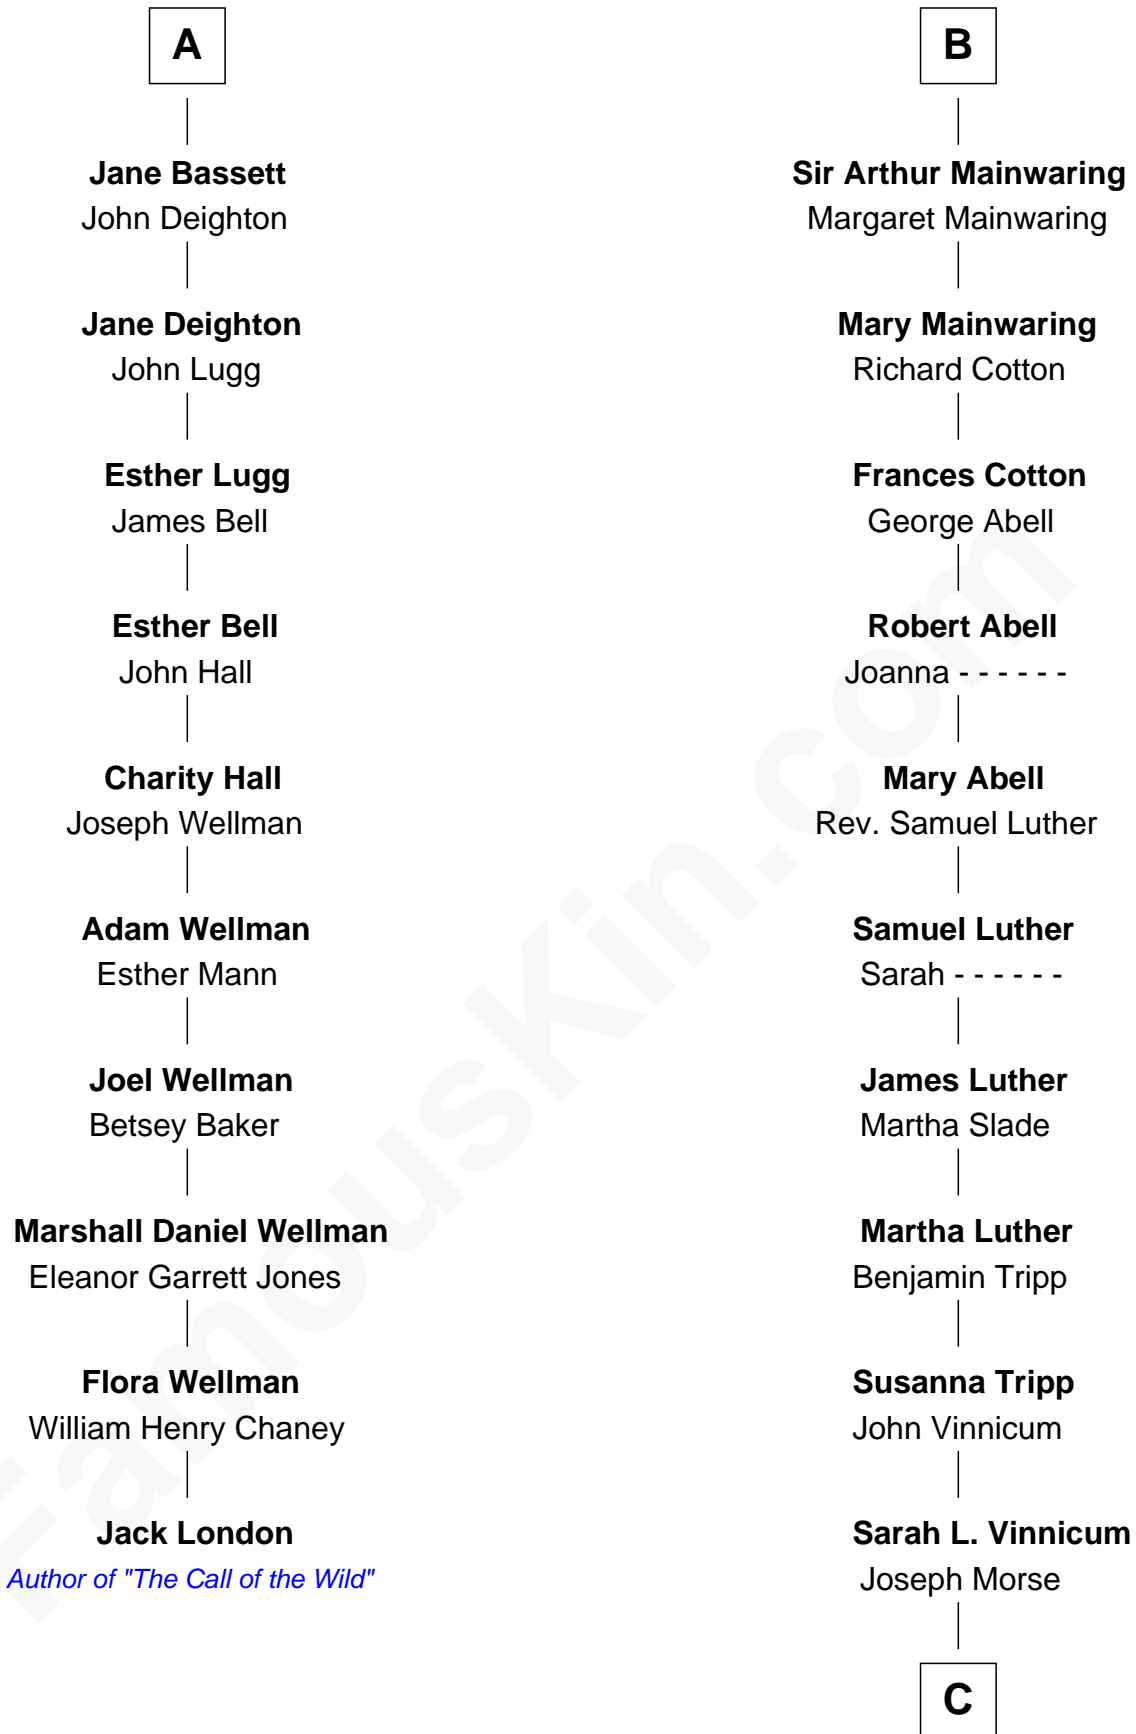 A
Jane Bassett
John Deighton
Jane Deighton
John Lugg
Esther Lugg
James Bell
Esther Bell
John Hall
Charity Hall
Joseph Wellman
Adam Wellman
Esther Mann
Joel Wellman
Betsey Baker
Marshall Daniel Wellman
Eleanor Garrett Jones
Flora Wellman
William Henry Chaney
Jack London
Author of "The Call of the Wild"
B
Sir Arthur Mainwaring
Margaret Mainwaring
Mary Mainwaring
Richard Cotton
Frances Cotton
George Abell
Robert Abell
Joanna - - - - - -
Mary Abell
Rev. Samuel Luther
Samuel Luther
Sarah - - - - - -
James Luther
Martha Slade
Martha Luther
Benjamin Tripp
Susanna Tripp
John Vinnicum
Sarah L. Vinnicum
Joseph Morse
C
FamousKin.com